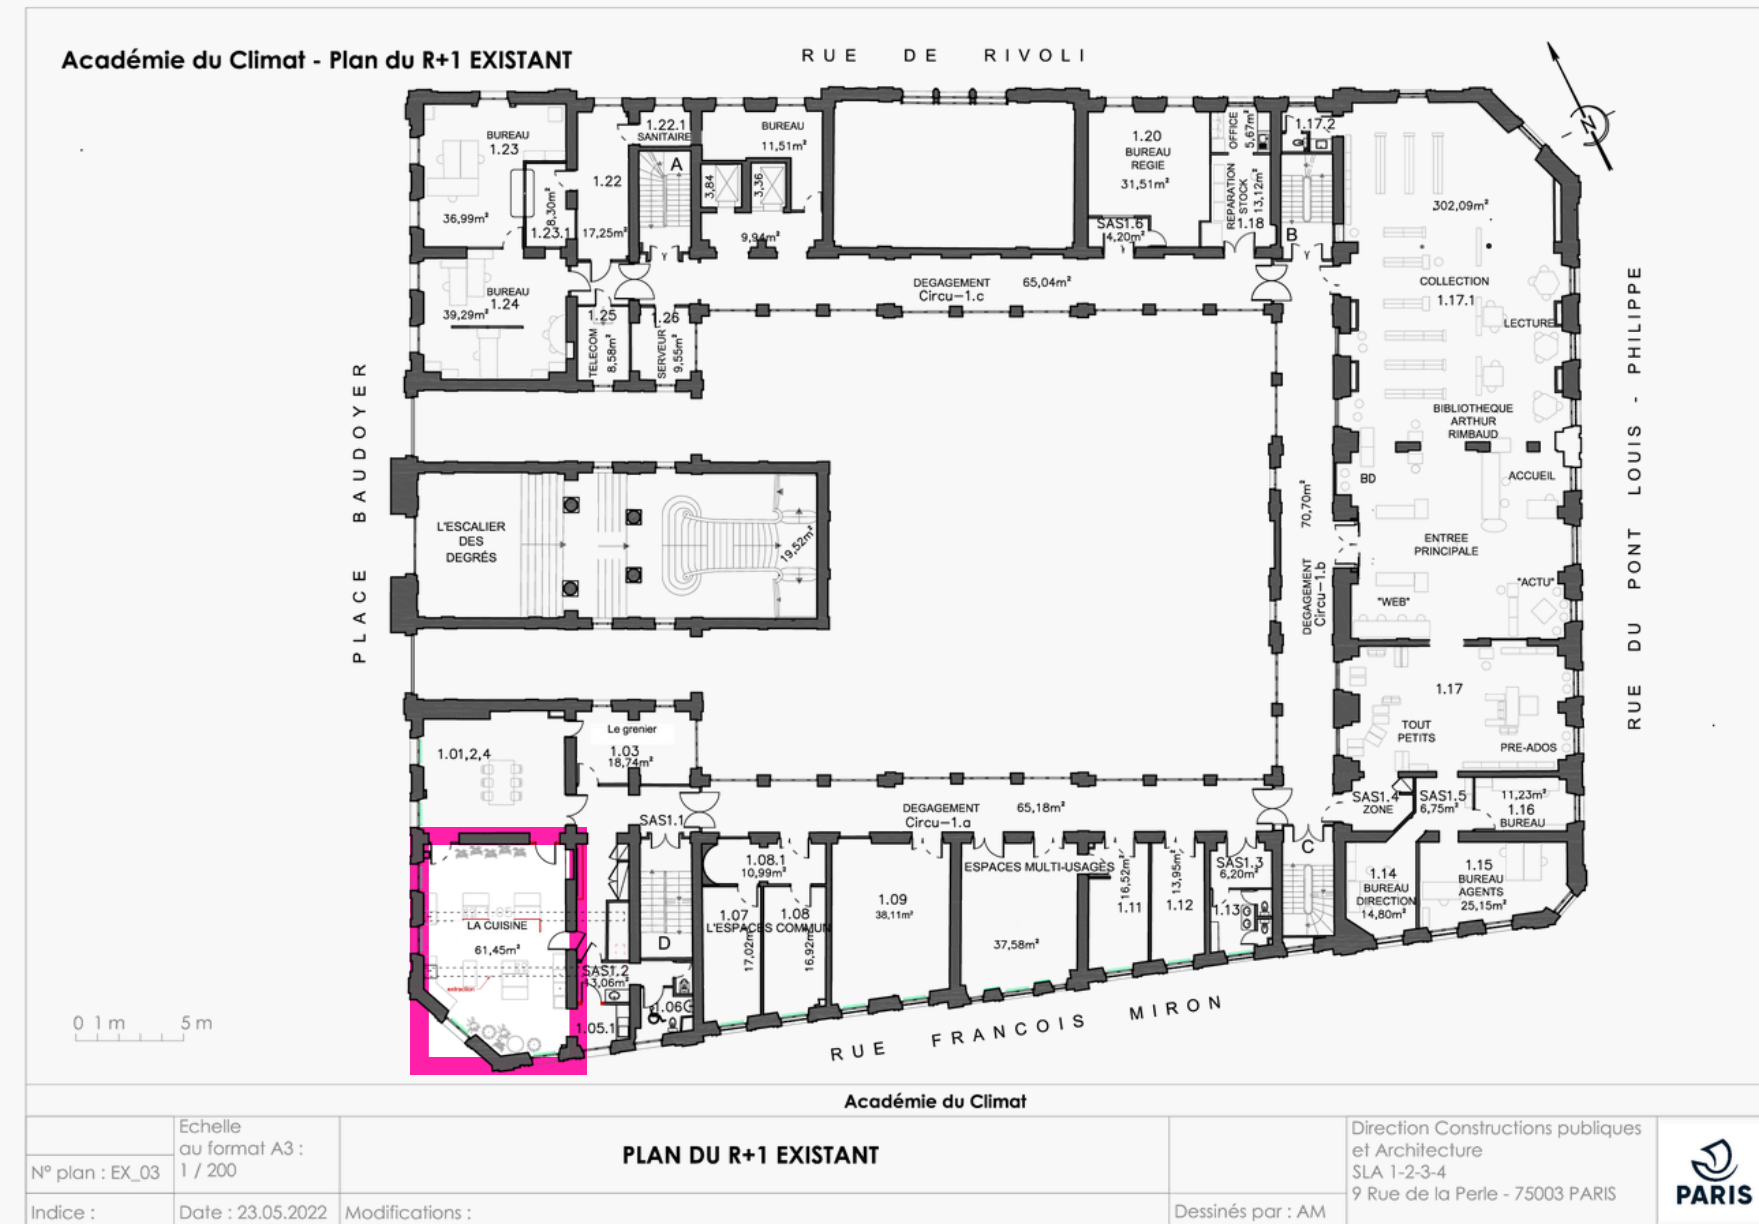 Académie du Climat - Plan du R+1 EXISTANT
RUE DE RIVOLI
BUREAU
1.23
36,99m²
8,30m²
1.23.1
1.22
17,25m²
1.22.1
SANITAIRE
A
BUREAU
11,51m²
3,84
3,36
9,94m²
1.20
BUREAU
REGIE
31,51m²
SAS1.6
4,20m²
OFFICE
5,67m²
REPARATION
STOCK
13,12m²
1.18
1.17.2
B
N
302,09m²
COLLECTION
1.17.1
LECTURE
BIBLIOTHEQUE
ARTHUR
RIMBAUD
BD
ACCUEIL
ENTREE
PRINCIPALE
"ACTU"
"WEB"
1.17
TOUT
PETITS
PRE-ADOS
RUE DU PONT LOUIS - PHILIPPE
BUREAU
1.24
39,29m²
1.25
TELECOM
8,58m²
1.26
SERVEUR
9,55m²
DEGAGEMENT 65,04m²
Circu-1.c
PLACE BAUDOYER
L'ESCALIER
DES
DEGRÉS
19,52m²
70,70m²
DEGAGEMENT
Circu-1.b
1.01,2,4
Le grenier
1.03
18,74m²
SAS1.1
DEGAGEMENT 65,18m²
Circu-1.a
SAS1.4
ZONE
SAS1.5
6,75m²
11,23m²
1.16
BUREAU
LA CUISINE
61,45m²
extraction
SAS1.2
13,06m²
1.05.1
1.06
D
1.08.1
10,99m²
1.07
1.08
L'ESPACES COMMUN
17,02m²
16,92m²
1.09
38,11m²
ESPACES MULTI-USAGES
37,58m²
16,52m²
1.11
13,95m²
1.12
SAS1.3
6,20m²
1.13
C
1.14
BUREAU
DIRECTION
14,80m²
1.15
BUREAU
AGENTS
25,15m²
RUE FRANCOIS MIRON
0 1 m 5 m
Académie du Climat
N° plan : EX_03
Echelle
au format A3 :
1 / 200
PLAN DU R+1 EXISTANT
Direction Constructions publiques
et Architecture
SLA 1-2-3-4
9 Rue de la Perle - 75003 PARIS
PARIS
Indice :
Date : 23.05.2022
Modifications :
Dessinés par : AM